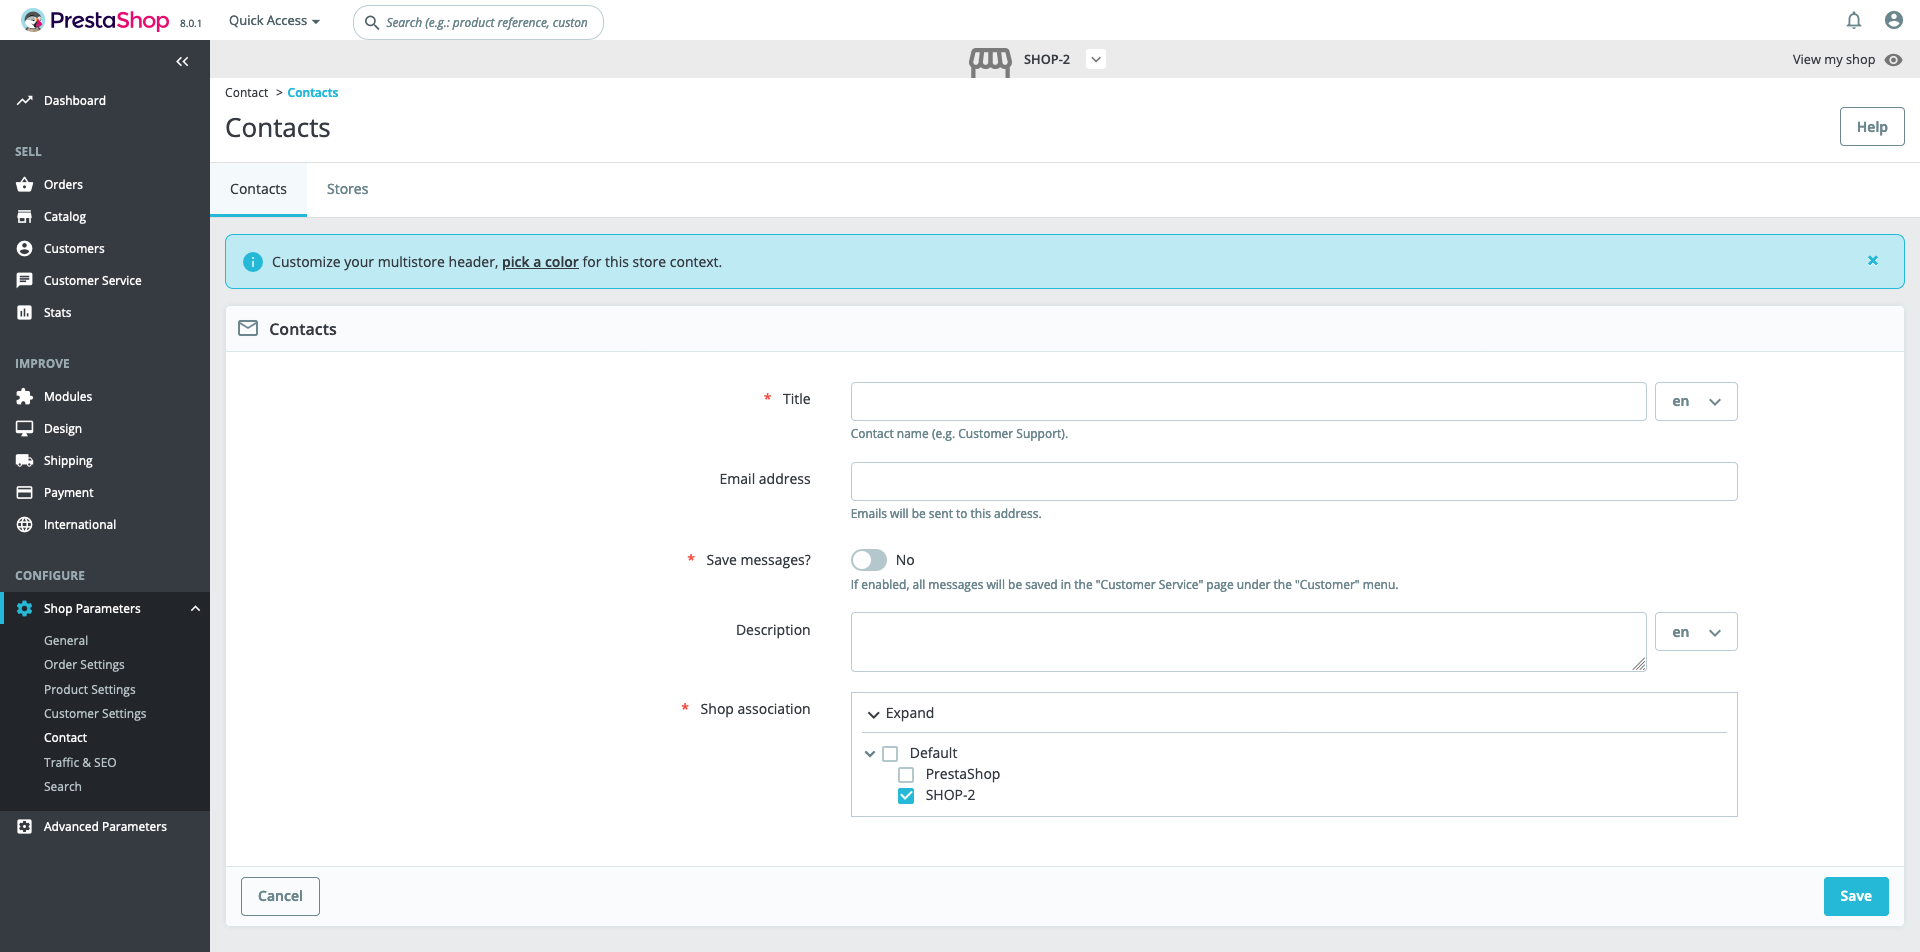 PrestaShop 8.0.1 Quick Access Search (e.g.: product reference, custon
SHOP-2 View my shop
Contact > Contacts
Contacts
Help
Contacts Stores
Customize your multistore header, pick a color for this store context.
Contacts
* Title
en
Contact name (e.g. Customer Support).
Email address
Emails will be sent to this address.
* Save messages? No
If enabled, all messages will be saved in the "Customer Service" page under the "Customer" menu.
Description
en
* Shop association
Expand
Default
PrestaShop
SHOP-2
Cancel Save
Dashboard
SELL
Orders
Catalog
Customers
Customer Service
Stats
IMPROVE
Modules
Design
Shipping
Payment
International
CONFIGURE
Shop Parameters
General
Order Settings
Product Settings
Customer Settings
Contact
Traffic & SEO
Search
Advanced Parameters